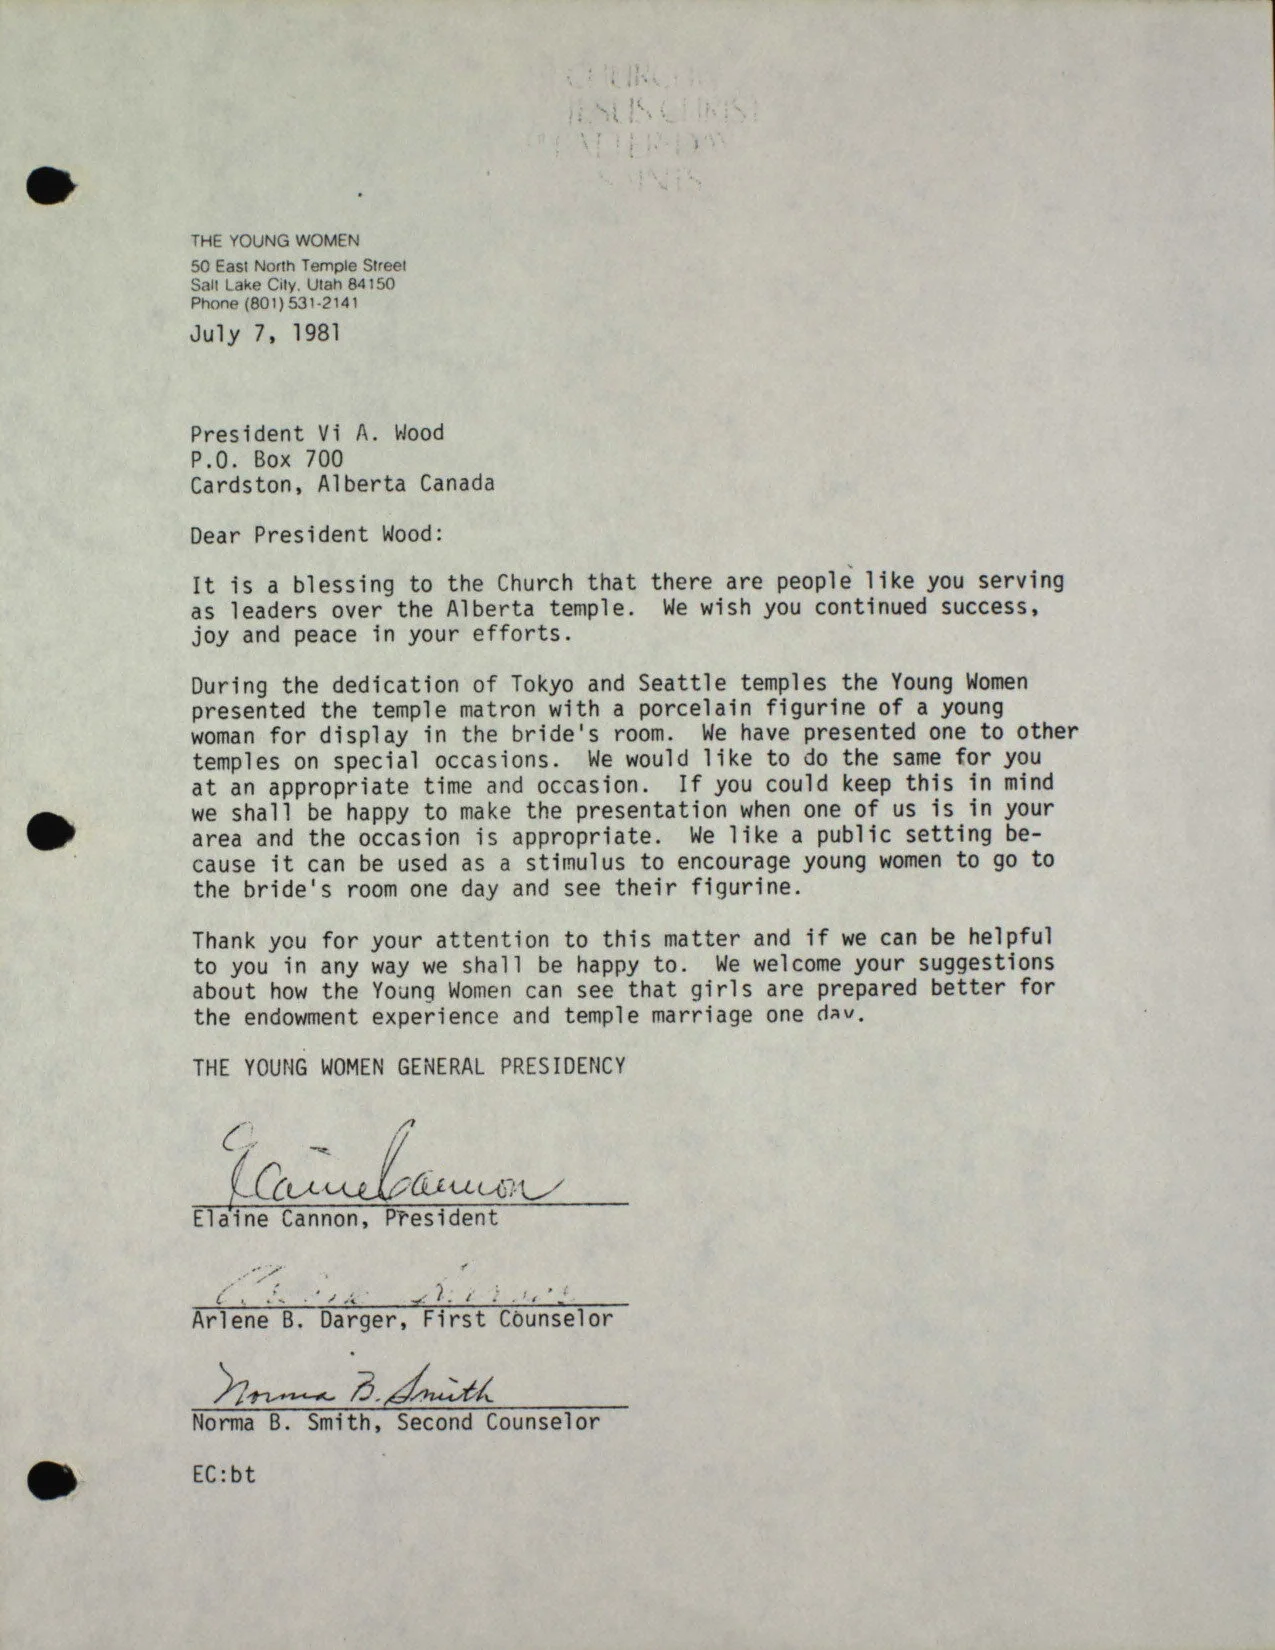 JESUS CHRIST
LATTER-DAY
SAINTS
THE YOUNG WOMEN
50 East North Temple Street
Salt Lake City, Utah 84150
Phone (801) 531-2141
July 7, 1981
President Vi A. Wood
P.O. Box 700
Cardston, Alberta Canada
Dear President Wood:
It is a blessing to the Church that there are people like you serving
as leaders over the Alberta temple. We wish you continued success,
joy and peace in your efforts.
During the dedication of Tokyo and Seattle temples the Young Women
presented the temple matron with a porcelain figurine of a young
woman for display in the bride's room. We have presented one to other
temples on special occasions. We would like to do the same for you
at an appropriate time and occasion. If you could keep this in mind
we shall be happy to make the presentation when one of us is in your
area and the occasion is appropriate. We like a public setting be-
cause it can be used as a stimulus to encourage young women to go to
the bride's room one day and see their figurine.
Thank you for your attention to this matter and if we can be helpful
to you in any way we shall be happy to. We welcome your suggestions
about how the Young Women can see that girls are prepared better for
the endowment experience and temple marriage one day.
THE YOUNG WOMEN GENERAL PRESIDENCY
Elaine Cannon
Elaine Cannon, President
Arlene B. Darger, First Counselor
Norma B. Smith
Norma B. Smith, Second Counselor
EC:bt